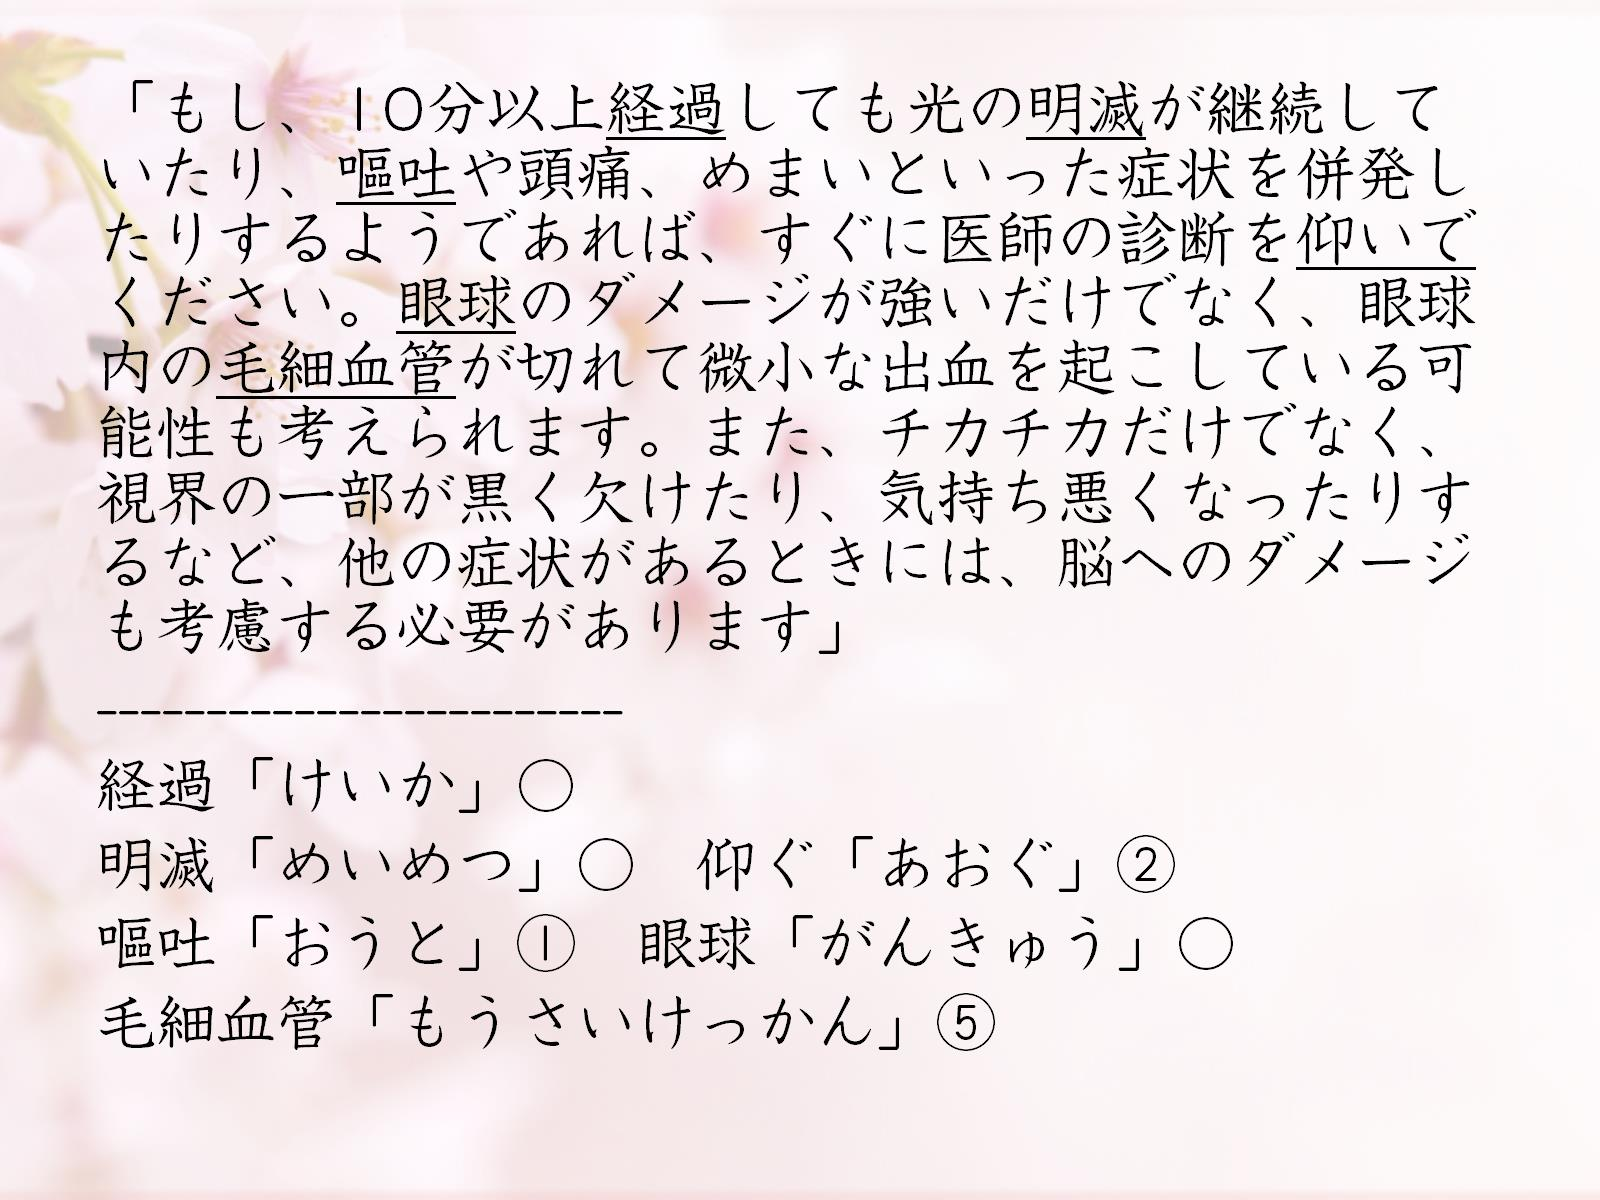 「もし、10分以上経過しても光の明滅が継続して
いたり、嘔吐や頭痛、めまいといった症状を併発し
たりするようであれば、すぐに医師の診断を仰いで
ください。眼球のダメージが強いだけでなく、眼球
内の毛細血管が切れて微小な出血を起こしている可
能性も考えられます。また、チカチカだけでなく、
視界の一部が黒く欠けたり、気持ち悪くなったりす
るなど、他の症状があるときには、脳へのダメージ
も考慮する必要があります」
------------------------
経過「けいか」◯
明滅「めいめつ」◯　仰ぐ「あおぐ」②
嘔吐「おうと」①　眼球「がんきゅう」◯
毛細血管「もうさいけっかん」⑤